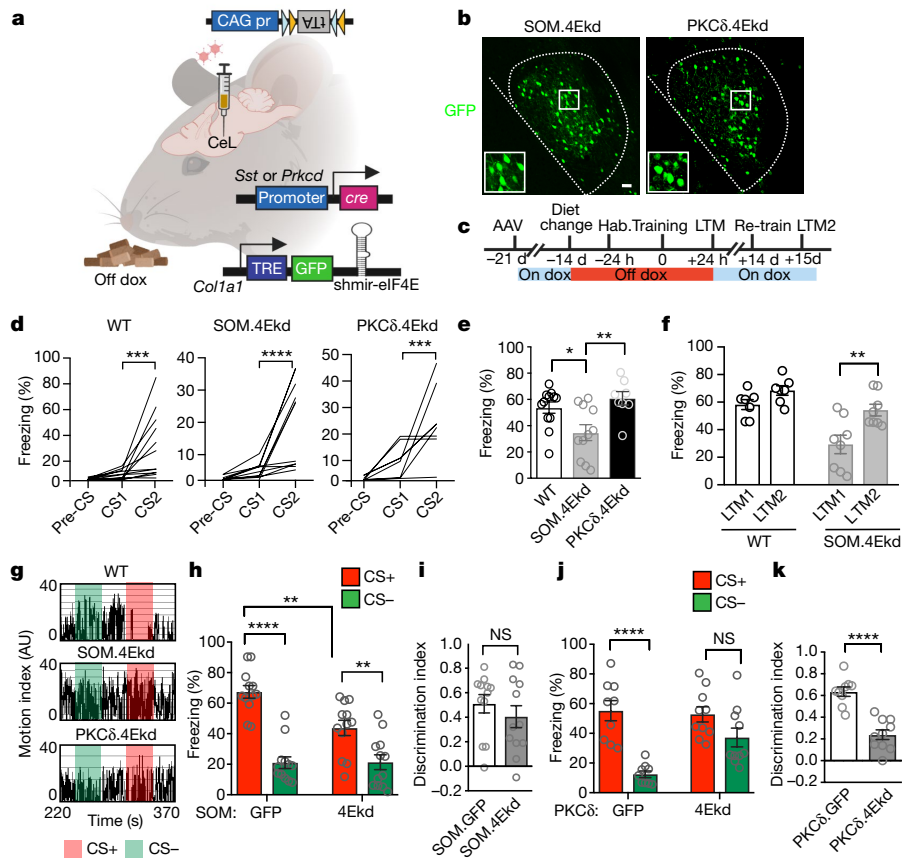 a
CAG pr
tTA
CeL
Sst or Prkcd
Promoter
cre
TRE
GFP
Col1a1
shmir-eIF4E
Off dox
b
SOM.4Ekd
PKCδ.4Ekd
GFP
c
AAV
Diet change
Hab.
Training
LTM
Re-train
LTM2
−21 d
−14 d
−24 h
0
+24 h
+14 d
+15d
On dox
Off dox
On dox
d
WT
SOM.4Ekd
PKCδ.4Ekd
Freezing (%)
100
80
60
40
20
0
***
40
30
20
10
0
****
50
40
30
20
10
0
***
Pre-CS
CS1
CS2
Pre-CS
CS1
CS2
Pre-CS
CS1
CS2
e
Freezing (%)
100
80
60
40
20
0
*
**
WT
SOM.4Ekd
PKCδ.4Ekd
f
Freezing (%)
100
80
60
40
20
0
**
LTM1
LTM2
LTM1
LTM2
WT
SOM.4Ekd
g
WT
40
0
SOM.4Ekd
40
0
PKCδ.4Ekd
40
0
Motion index (AU)
220
Time (s)
370
CS+
CS−
h
CS+
CS−
Freezing (%)
100
80
60
40
20
0
****
**
**
SOM:
GFP
4Ekd
i
Discrimination index
1.0
0.8
0.6
0.4
0.2
0.0
−0.2
NS
SOM.GFP
SOM.4Ekd
j
CS+
CS−
Freezing (%)
100
80
60
40
20
0
****
NS
PKCδ:
GFP
4Ekd
k
Discrimination index
1.0
0.8
0.6
0.4
0.2
0
−0.2
****
PKCδ.GFP
PKCδ.4Ekd